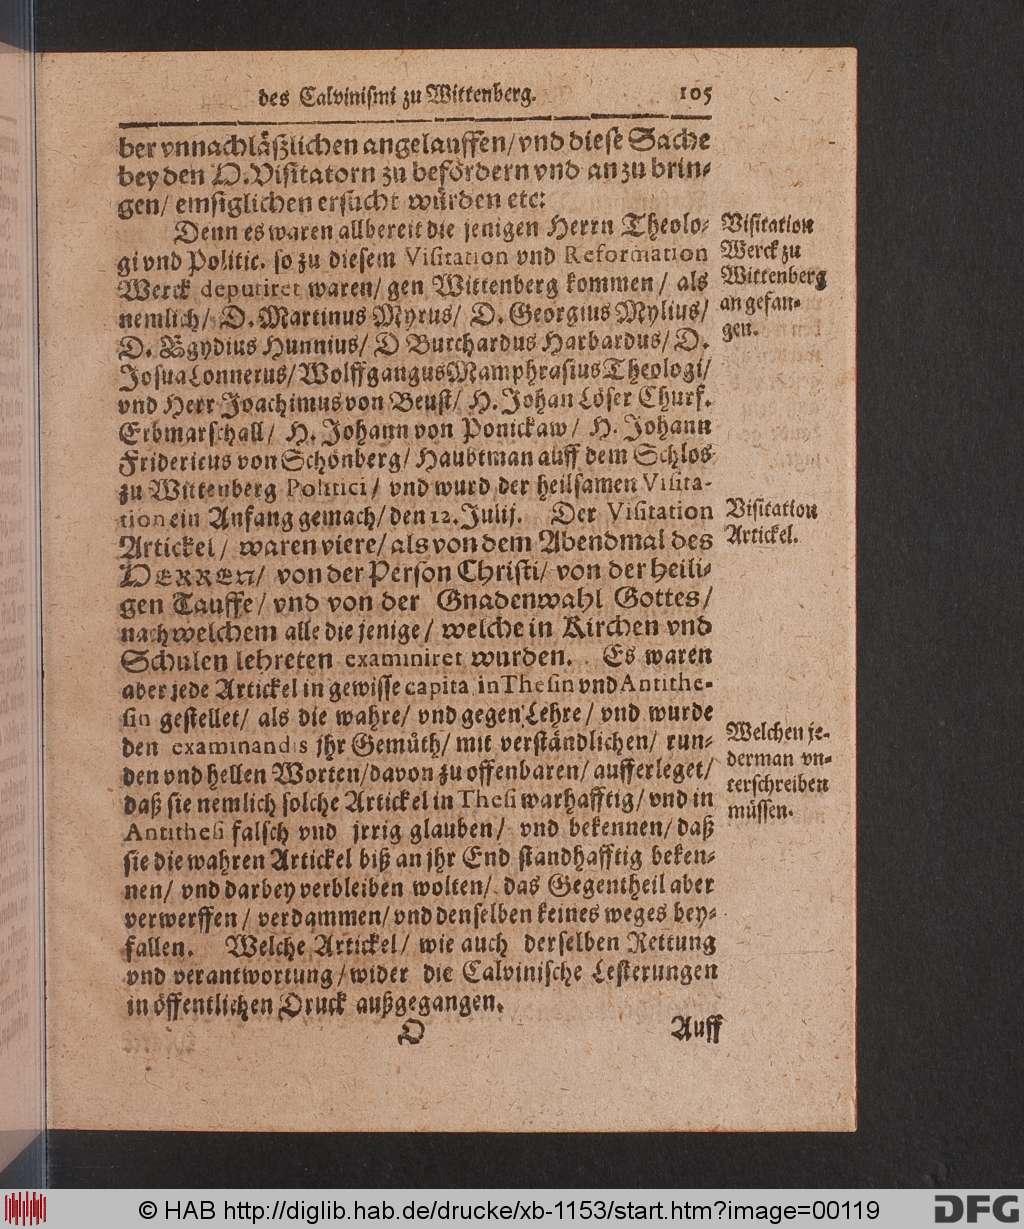 des Calviniſmi zu Wittenberg. 105
ber vnnachläßlichen angelauffen/ vnd dieſe Sache
bey den H. Viſitatorn zu befördern vnd an zu brin-
gen/ emſiglichen erſucht würden etc:
Denn es waren allbereit die jenigen Herrn Theolo-
gi vnd Politic. ſo zu dieſem Viſitation vnd Reformation
Werck deputiret waren/ gen Wittenberg kommen/ als
nemlich/ D. Martinus Myrus/ D. Georgius Mylius/
D. Ægydius Hunnius/ D Burchardus Harbardus/ D.
Joſua Lonnerus/ Wolffgangus Mamphraſius Theologi/
vnd Herr Joachimus von Beuſt/ H. Johan Löſer Churf.
Erbmarſchall/ H. Johann von Ponickaw/ H. Johann
Fridericus von Schönberg/ Haubtman auff dem Schlos
zu Wittenberg Politici/ vnd wurd der heilſamen Viſita-
tion ein Anfang gemach/ den 12. Julij. Der Viſitation
Artickel/ waren viere/ als von dem Abendmal des
HERREN/ von der Perſon Chriſti/ von der heili-
gen Tauffe/ vnd von der Gnadenwahl Gottes/
nach welchem alle die jenige/ welche in Kirchen vnd
Schulen lehreten examiniret wurden. Es waren
aber jede Artickel in gewiſſe capita in Theſin vnd Antithe-
ſin geſtellet/ als die wahre/ vnd gegen Lehre/ vnd wurde
den examinandis jhr Gemüth/ mit verſtändlichen/ run-
den vnd hellen Worten/ davon zu offenbaren/ aufferleget/
daß ſie nemlich ſolche Artickel in Theſi warhafftig/ vnd in
Antitheſi falſch vnd jrrig glauben/ vnd bekennen/ daß
ſie die wahren Artickel biß an jhr End ſtandhafftig beken-
nen/ vnd darbey verbleiben wolten/ das Gegentheil aber
verwerffen/ verdammen/ vnd denſelben keines weges bey-
fallen. Welche Artickel/ wie auch derſelben Rettung
vnd verantwortung/ wider die Calviniſche Leſterungen
in öffentlichen Druck außgegangen.
O Auff
Viſitation
Werck zu
Wittenberg
angefan-
gen.
Viſitation
Artickel.
Welchen je-
derman vn-
terſchreiben
müſſen.
© HAB http://diglib.hab.de/drucke/xb-1153/start.htm?image=00119
DFG